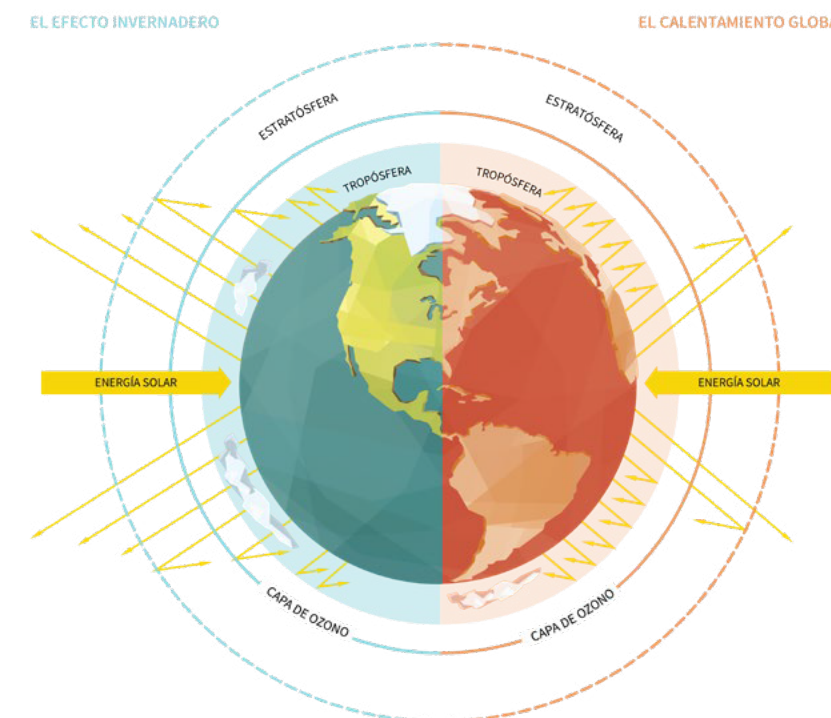 EL EFECTO INVERNADERO
EL CALENTAMIENTO GLOBA
ESTRATÓSFERA
ESTRATÓSFERA
TROPÓSFERA
TROPÓSFERA
ENERGÍA SOLAR
ENERGÍA SOLAR
CAPA DE OZONO
CAPA DE OZONO